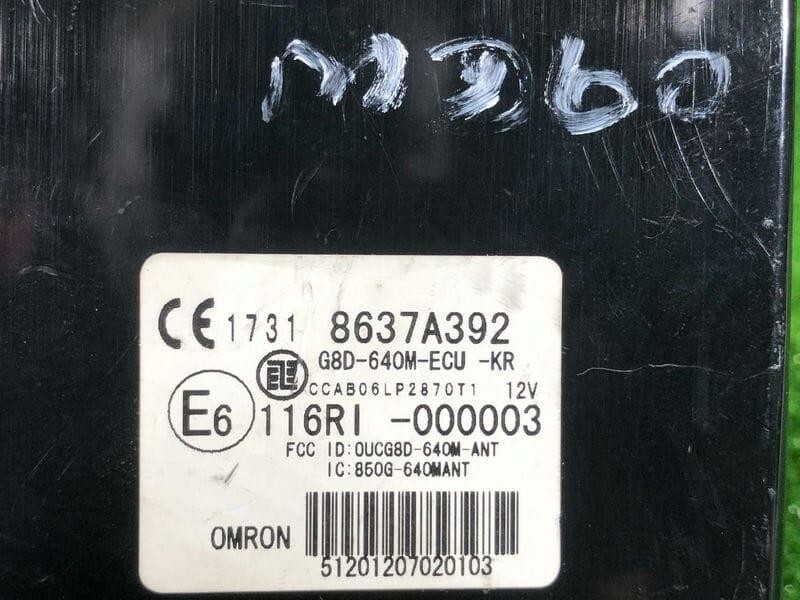 M360
CE 1731 8637A392
G8D-640M-ECU -KR
CCAB06LP2870T1 12V
E6 116RI -000003
FCC ID:OUCG8D-640M-ANT
IC:850G-640MANT
OMRON
51201207020103